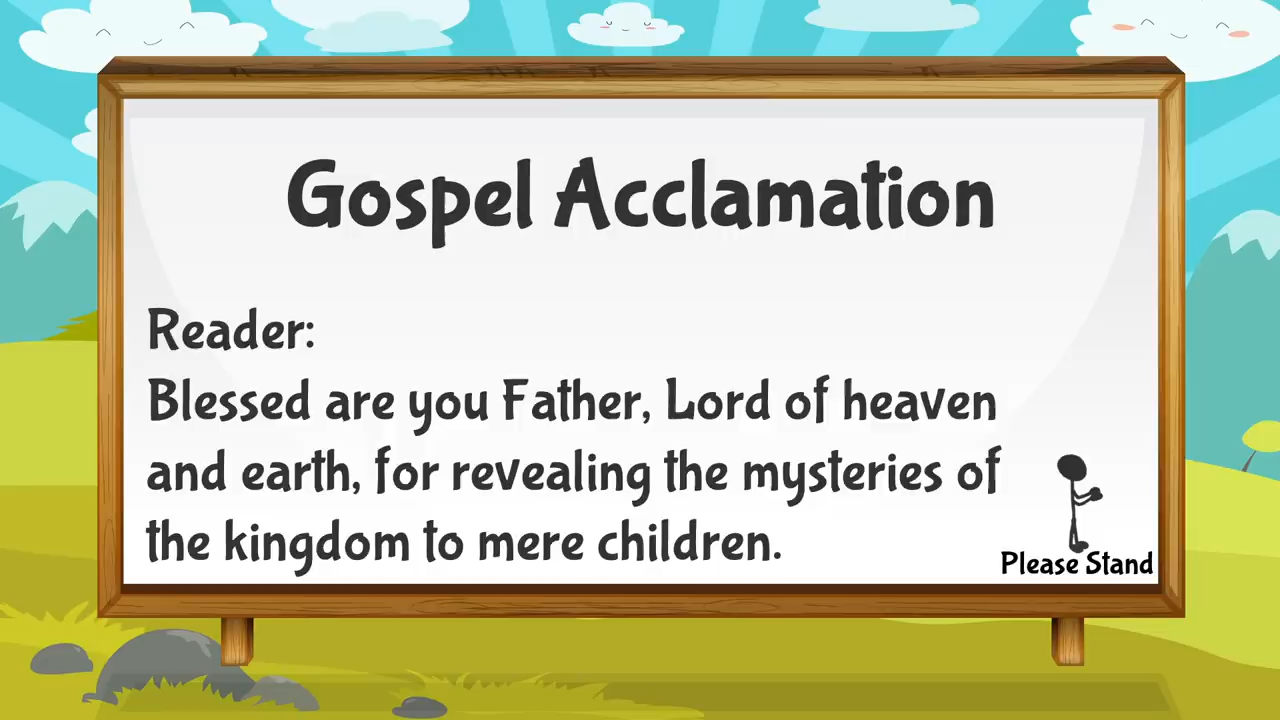 Gospel Acclamation
Reader:
Blessed are you Father, Lord of heaven
and earth, for revealing the mysteries of
the kingdom to mere children.
Please Stand